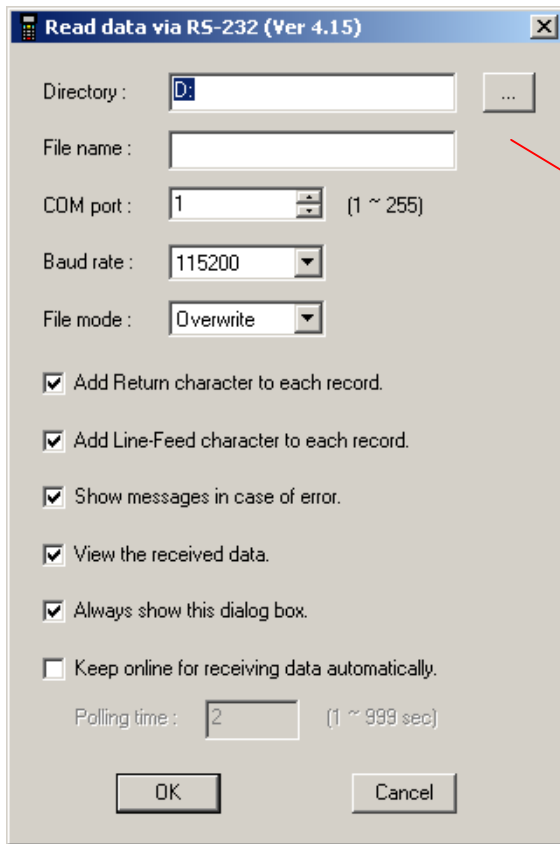 Read data via RS-232 (Ver 4.15)
Directory : D: ...
File name :
COM port : 1 (1 ~ 255)
Baud rate : 115200
File mode : Overwrite
Add Return character to each record.
Add Line-Feed character to each record.
Show messages in case of error.
View the received data.
Always show this dialog box.
Keep online for receiving data automatically.
Polling time : 2 (1 ~ 999 sec)
OK Cancel